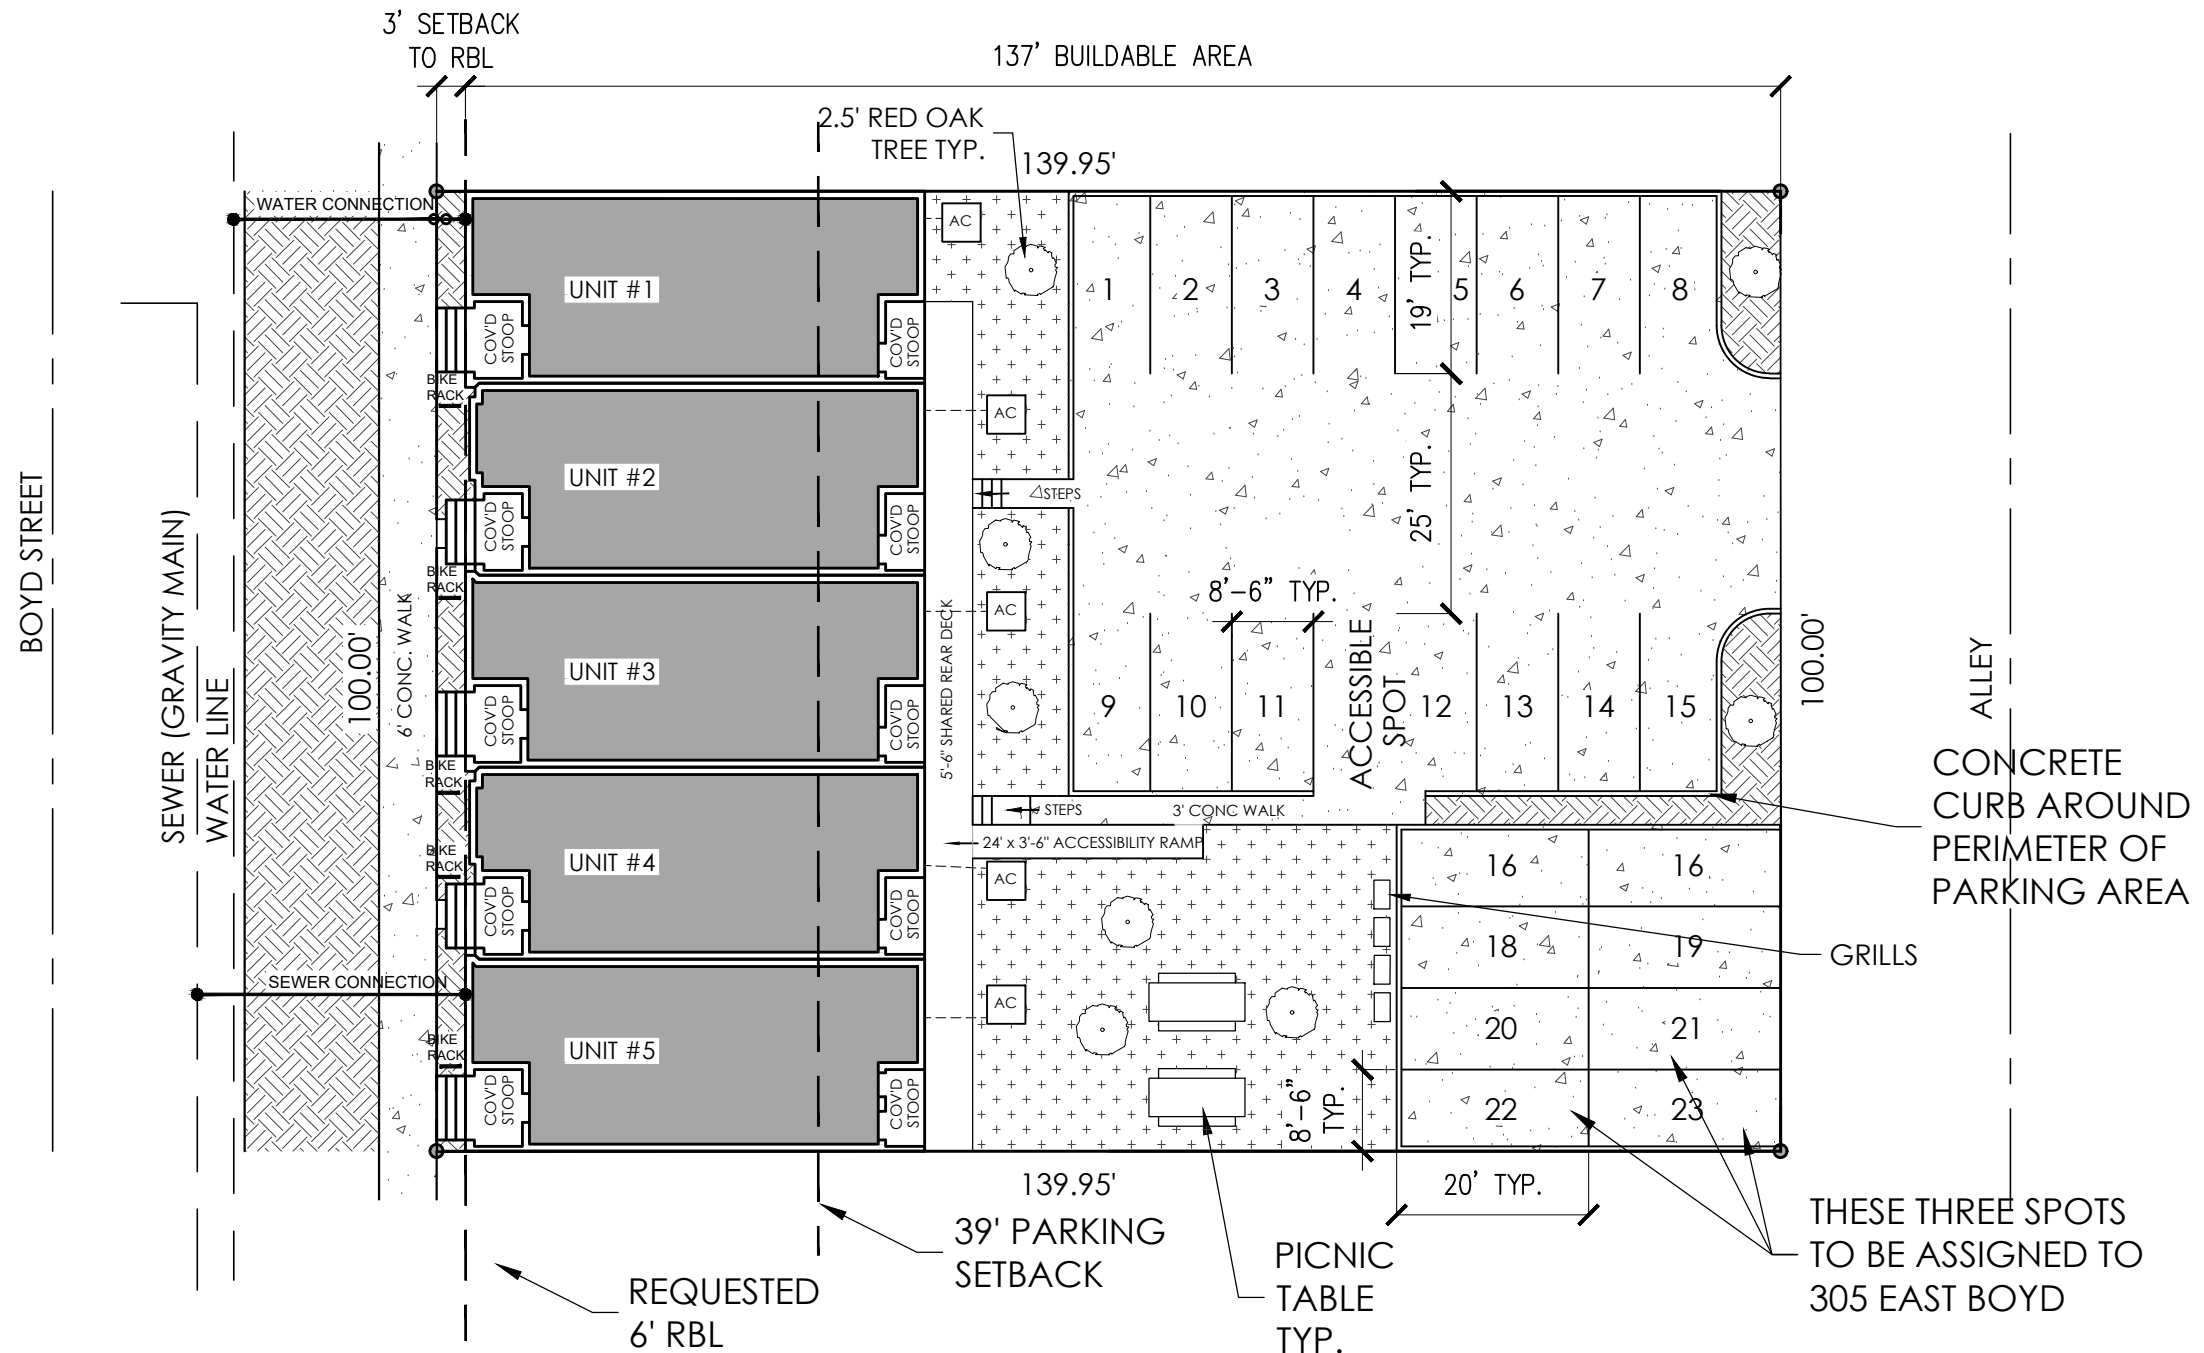 3' SETBACK
TO RBL
137' BUILDABLE AREA
2.5' RED OAK
TREE TYP.
139.95'
WATER CONNECTION
AC
UNIT #1
COV'D
STOOP
COV'D
STOOP
1
2
3
4
5
6
7
8
19' TYP.
BIKE
RACK
AC
UNIT #2
COV'D
STOOP
COV'D
STOOP
STEPS
25' TYP.
BIKE
RACK
BOYD STREET
SEWER (GRAVITY MAIN)
WATER LINE
100.00'
6' CONC. WALK
UNIT #3
COV'D
STOOP
COV'D
STOOP
5'-6" SHARED REAR DECK
AC
8'-6" TYP.
ACCESSIBLE
SPOT
9
10
11
12
13
14
15
100.00'
ALLEY
BIKE
RACK
STEPS
3' CONC WALK
24' x 3'-6" ACCESSIBILITY RAMP
CONCRETE
CURB AROUND
PERIMETER OF
PARKING AREA
BIKE
RACK
UNIT #4
COV'D
STOOP
COV'D
STOOP
AC
16
16
18
19
GRILLS
SEWER CONNECTION
AC
20
21
BIKE
RACK
UNIT #5
COV'D
STOOP
COV'D
STOOP
8'-6"
TYP.
22
23
139.95'
20' TYP.
39' PARKING
SETBACK
PICNIC
TABLE
TYP.
THESE THREE SPOTS
TO BE ASSIGNED TO
305 EAST BOYD
REQUESTED
6' RBL